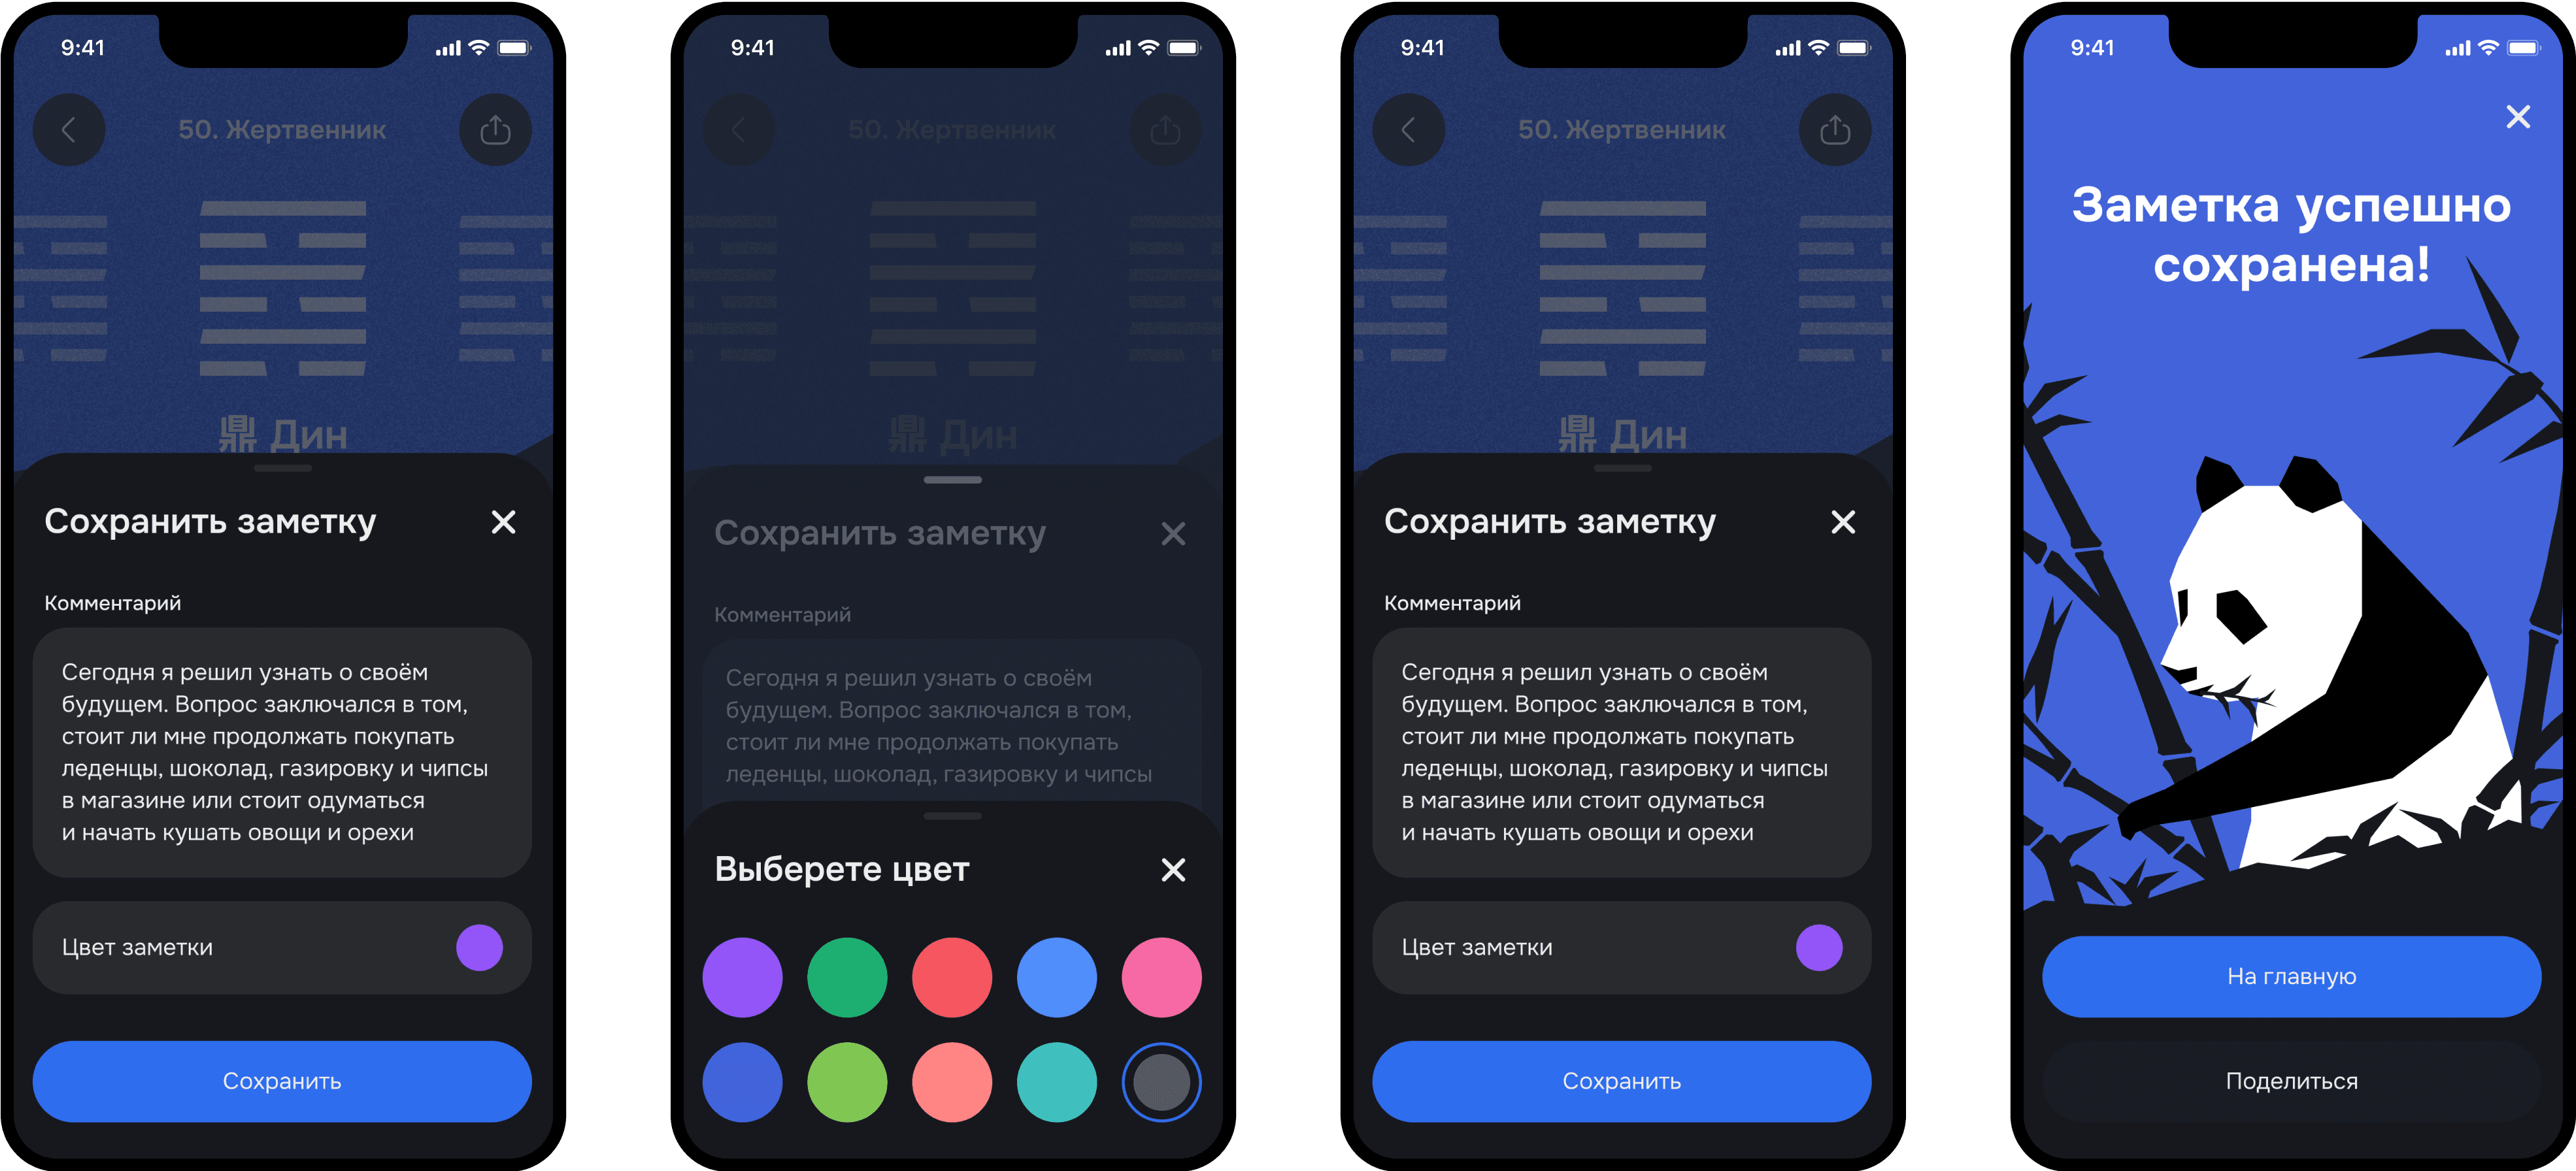 9:41
50. Жертвенник
鼎 Дин
Сохранить заметку
Комментарий
Сегодня я решил узнать о своём
будущем. Вопрос заключался в том,
стоит ли мне продолжать покупать
леденцы, шоколад, газировку и чипсы
в магазине или стоит одуматься
и начать кушать овощи и орехи
Цвет заметки
Сохранить
9:41
50. Жертвенник
鼎 Дин
Сохранить заметку
Комментарий
Сегодня я решил узнать о своём
будущем. Вопрос заключался в том,
стоит ли мне продолжать покупать
леденцы, шоколад, газировку и чипсы
Выберете цвет
9:41
50. Жертвенник
鼎 Дин
Сохранить заметку
Комментарий
Сегодня я решил узнать о своём
будущем. Вопрос заключался в том,
стоит ли мне продолжать покупать
леденцы, шоколад, газировку и чипсы
в магазине или стоит одуматься
и начать кушать овощи и орехи
Цвет заметки
Сохранить
9:41
Заметка успешно
сохранена!
На главную
Поделиться